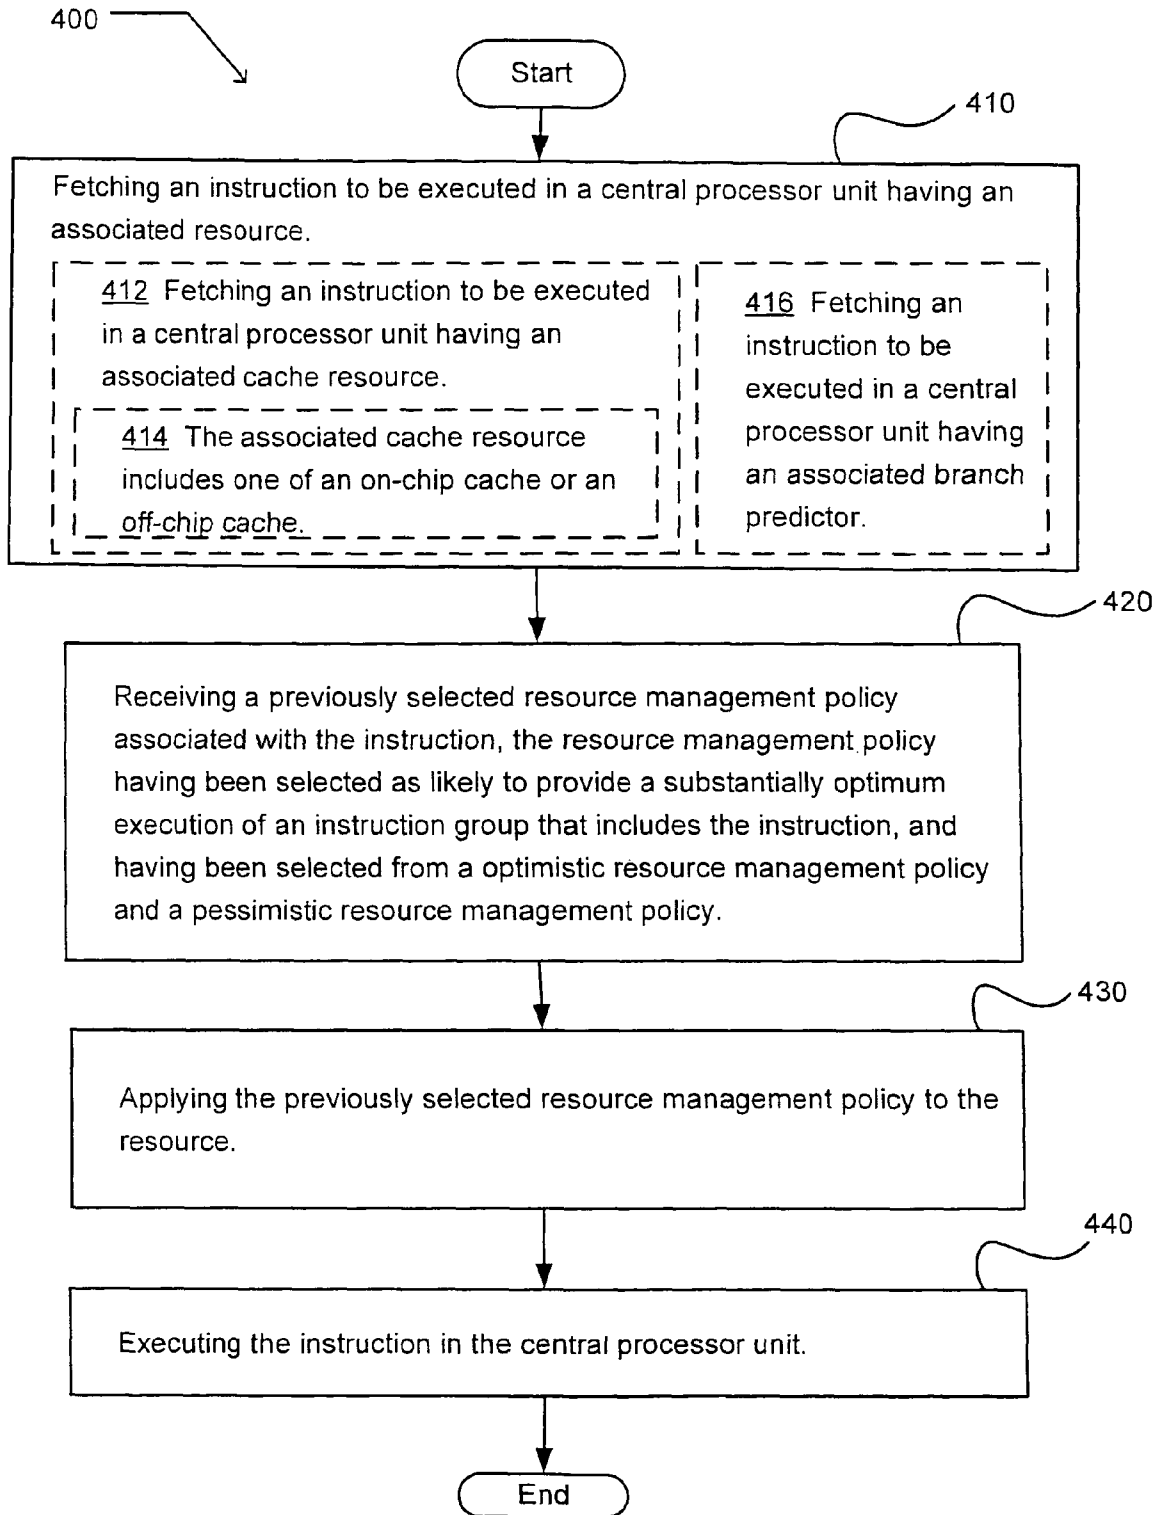 400
Start
410
Fetching an instruction to be executed in a central processor unit having an
associated resource.
412 Fetching an instruction to be executed
in a central processor unit having an
associated cache resource.
414 The associated cache resource
includes one of an on-chip cache or an
off-chip cache.
416 Fetching an
instruction to be
executed in a central
processor unit having
an associated branch
predictor.
420
Receiving a previously selected resource management policy
associated with the instruction, the resource management policy
having been selected as likely to provide a substantially optimum
execution of an instruction group that includes the instruction, and
having been selected from a optimistic resource management policy
and a pessimistic resource management policy.
430
Applying the previously selected resource management policy to the
resource.
440
Executing the instruction in the central processor unit.
End